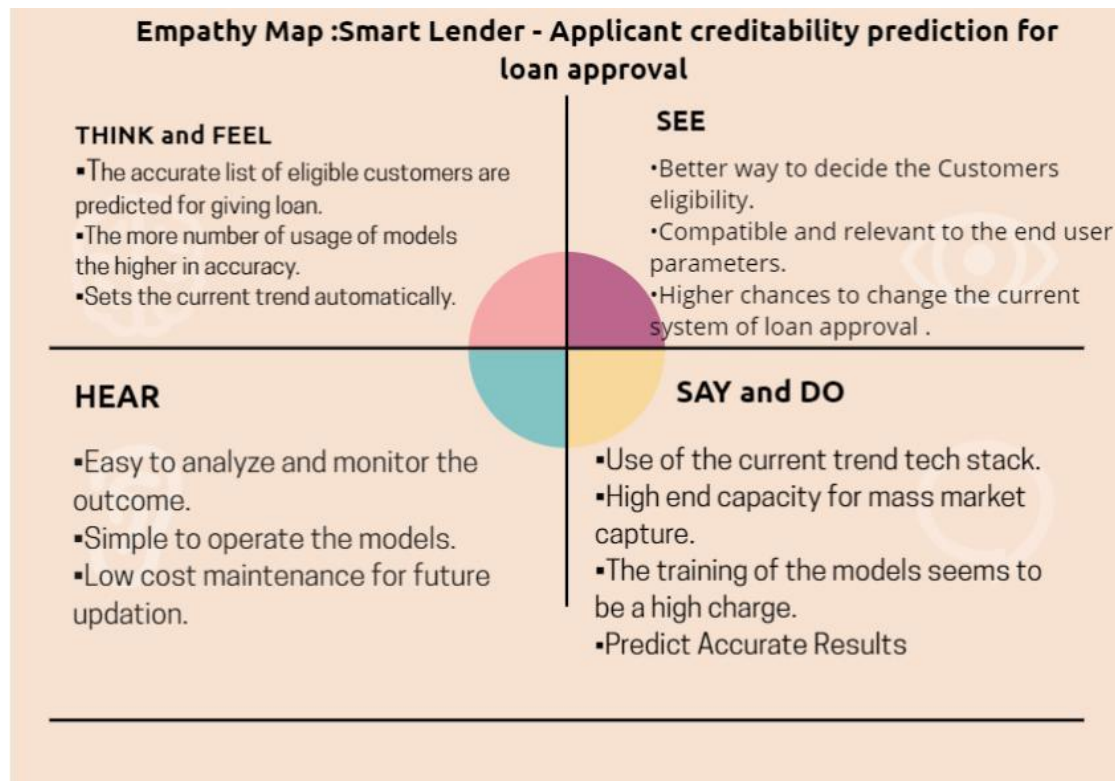 Empathy Map :Smart Lender - Applicant creditability prediction for
loan approval
THINK and FEEL
▪The accurate list of eligible customers are
predicted for giving loan.
▪The more number of usage of models
the higher in accuracy.
▪Sets the current trend automatically.
SEE
•Better way to decide the Customers
eligibility.
•Compatible and relevant to the end user
parameters.
•Higher chances to change the current
system of loan approval .
HEAR
▪Easy to analyze and monitor the
outcome.
▪Simple to operate the models.
▪Low cost maintenance for future
updation.
SAY and DO
▪Use of the current trend tech stack.
▪High end capacity for mass market
capture.
▪The training of the models seems to
be a high charge.
▪Predict Accurate Results